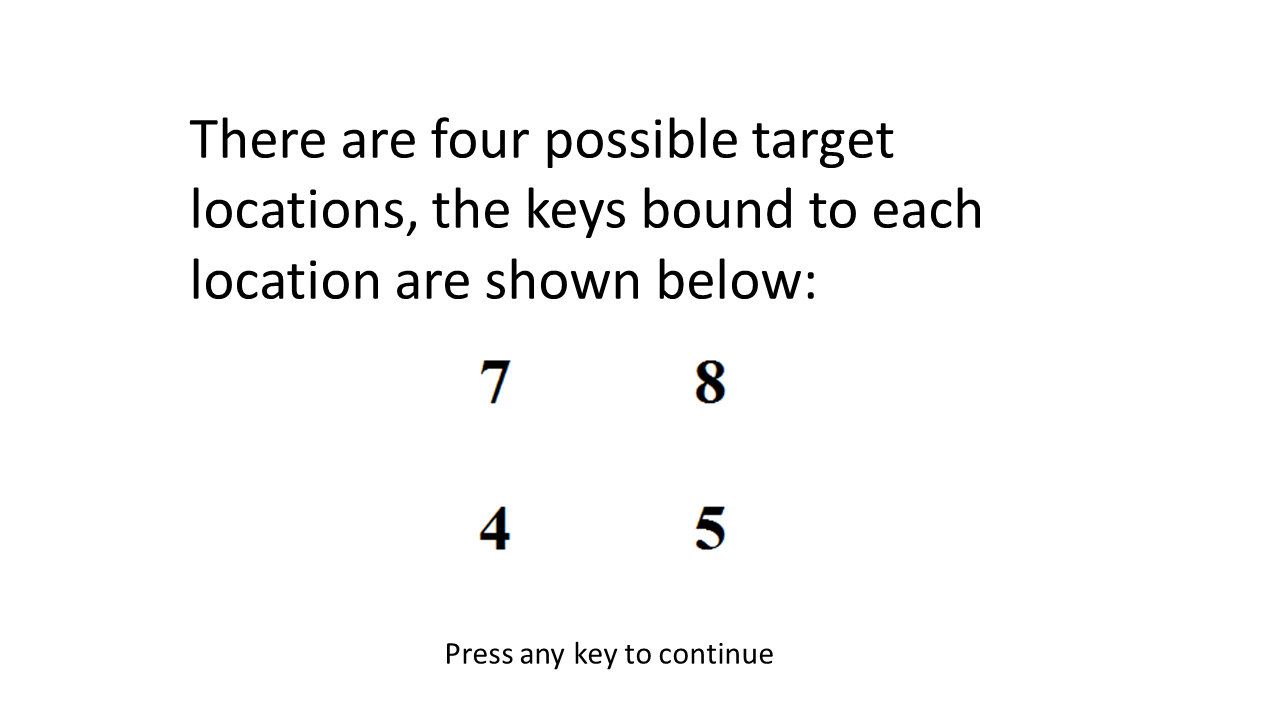 There are four possible target
locations, the keys bound to each
location are shown below:
7 8
4 5
Press any key to continue